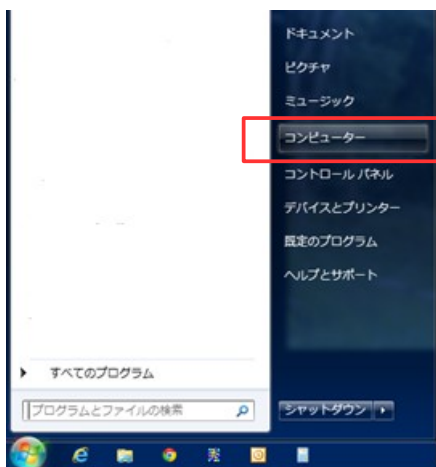 ドキュメント
ピクチャ
ミュージック
コンピューター
コントロール パネル
デバイスとプリンター
既定のプログラム
ヘルプとサポート
すべてのプログラム
プログラムとファイルの検索
シャットダウン